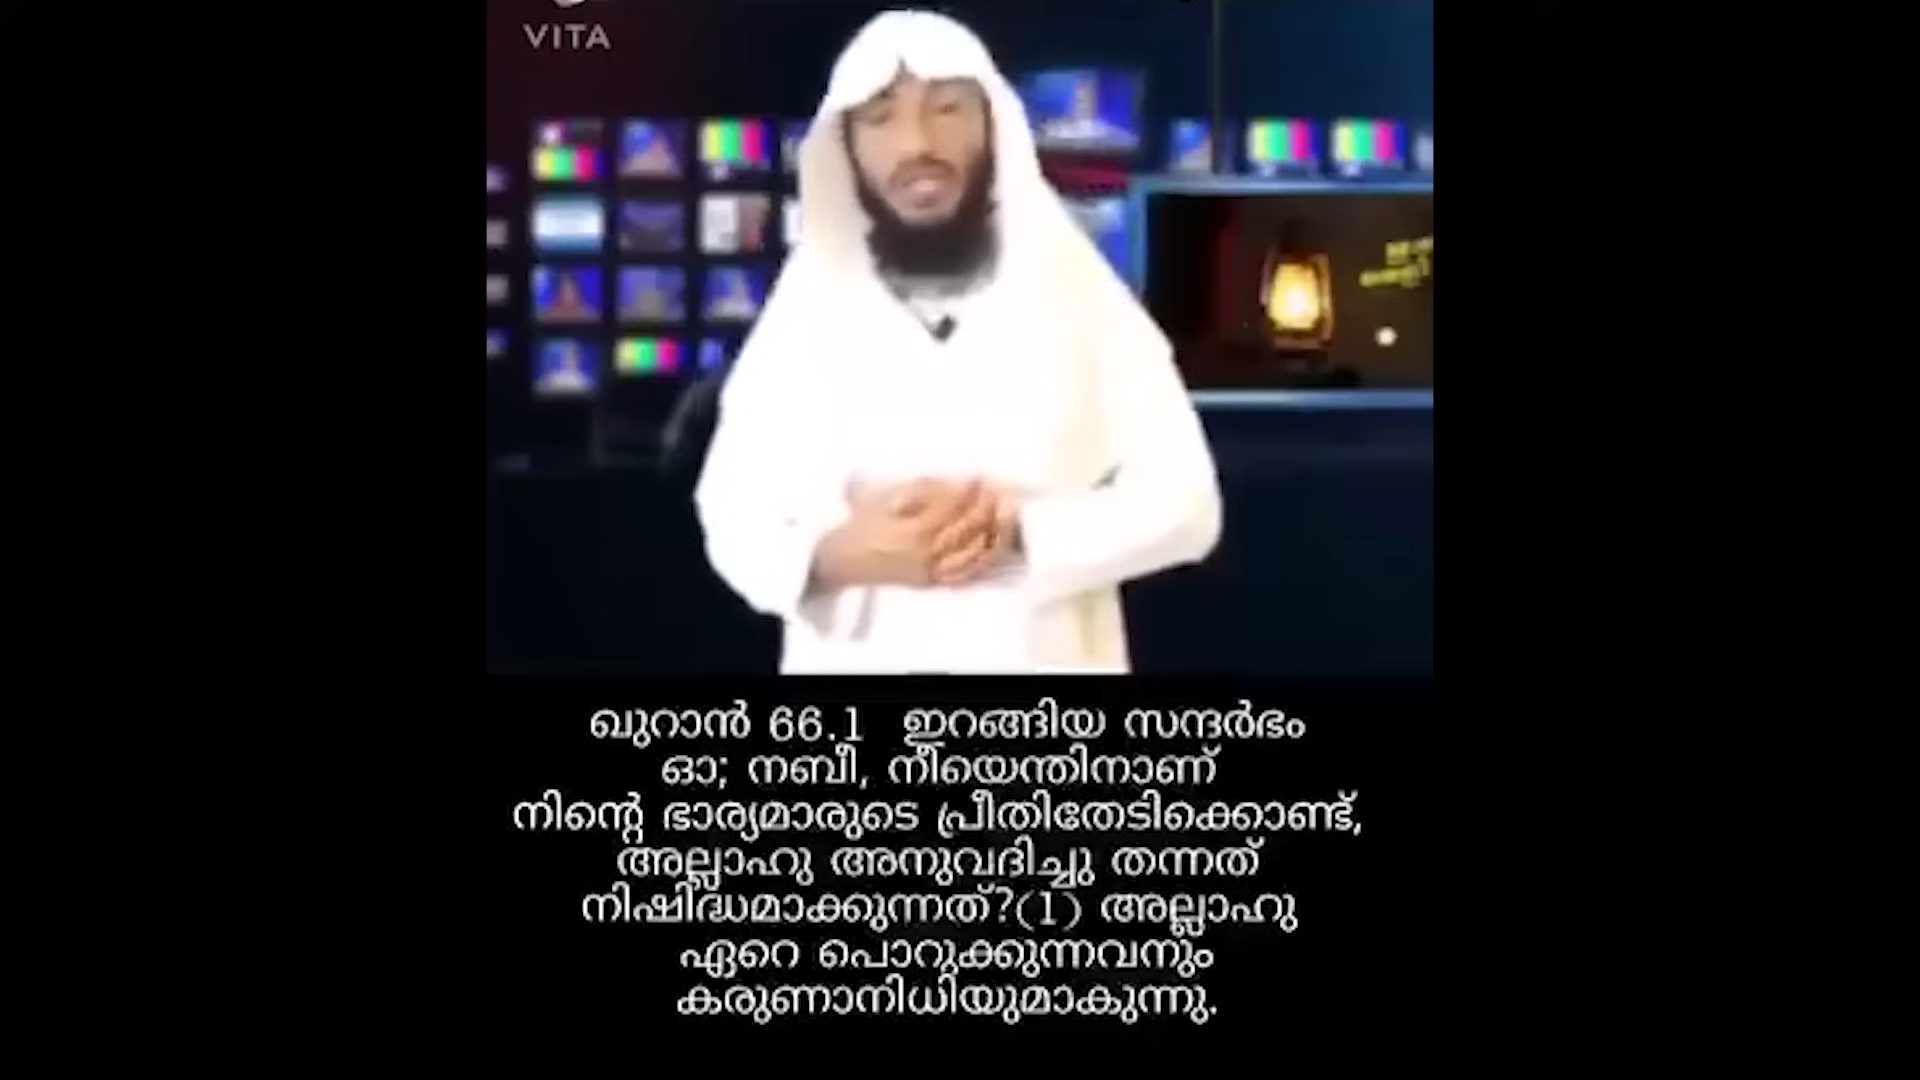 VITA
ഖുറാൻ 66.1 ഇറങ്ങിയ സന്ദർഭം
ഓ; നബീ, നീയെന്തിനാണ്
നിന്റെ ഭാര്യമാരുടെ പ്രീതിതേടിക്കൊണ്ട്,
അല്ലാഹു അനുവദിച്ചു തന്നത്
നിഷിദ്ധമാക്കുന്നത്?(1) അല്ലാഹു
ഏറെ പൊറുക്കുന്നവനും
കരുണാനിധിയുമാകുന്നു.